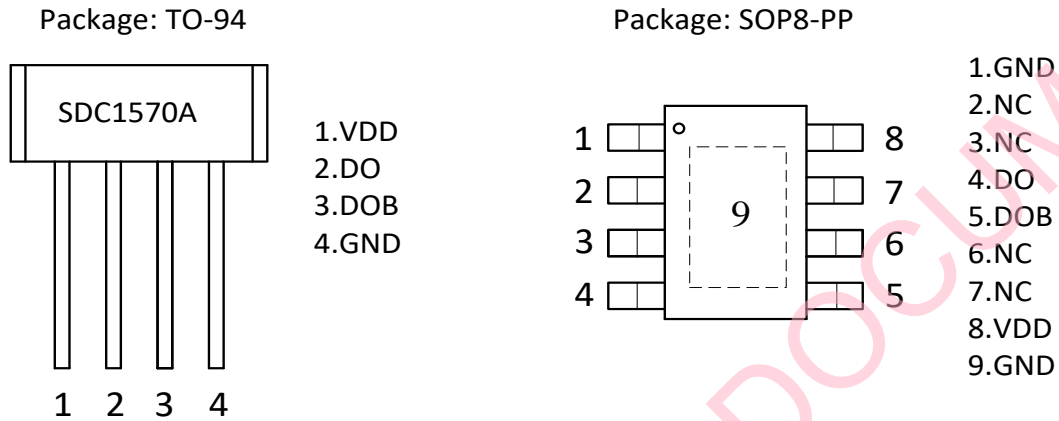 Package: TO-94
SDC1570A
1 2 3 4
1.VDD
2.DO
3.DOB
4.GND
Package: SOP8-PP
1
2
3
4
9
8
7
6
5
1.GND
2.NC
3.NC
4.DO
5.DOB
6.NC
7.NC
8.VDD
9.GND